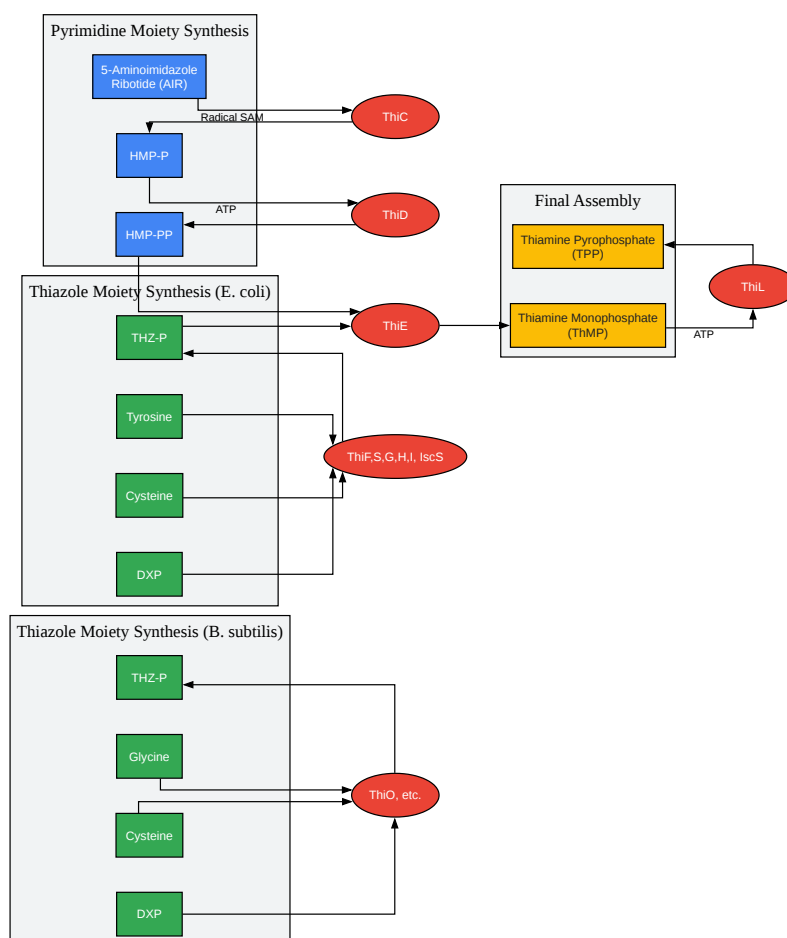 Pyrimidine Moiety Synthesis
5-Aminoimidazole
Ribotide (AIR)
Radical SAM
ThiC
HMP-P
ATP
ThiD
HMP-PP
Final Assembly
Thiamine Pyrophosphate
(TPP)
ThiL
Thiamine Monophosphate
(ThMP)
ATP
Thiazole Moiety Synthesis (E. coli)
THZ-P
ThiE
Tyrosine
ThiF,S,G,H,I, IscS
Cysteine
DXP
Thiazole Moiety Synthesis (B. subtilis)
THZ-P
Glycine
ThiO, etc.
Cysteine
DXP